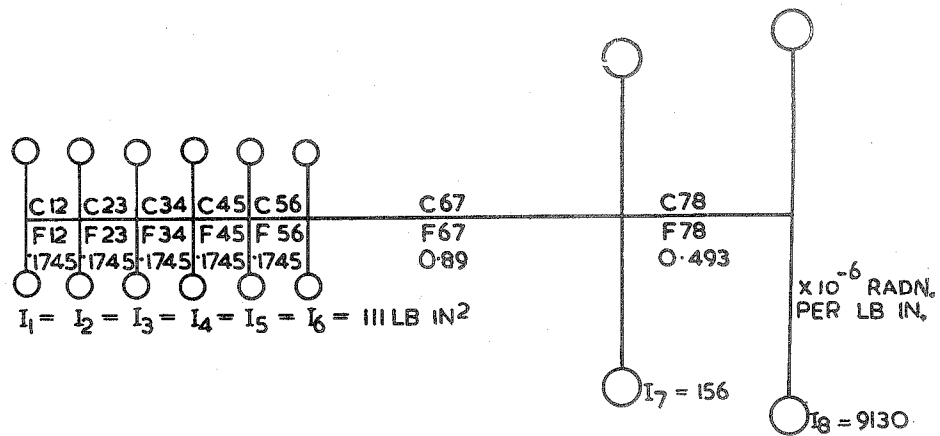 C12 C23 C34 C45 C56 C67 C78
F12 F23 F34 F45 F56 F67 F78
·1745 ·1745 ·1745 ·1745 ·1745 0·89 0·493
X10⁻⁶ RADN.
PER LB IN.
I₁ = I₂ = I₃ = I₄ = I₅ = I₆ = 111 LB IN²
I₇ = 156
I₈ = 9130